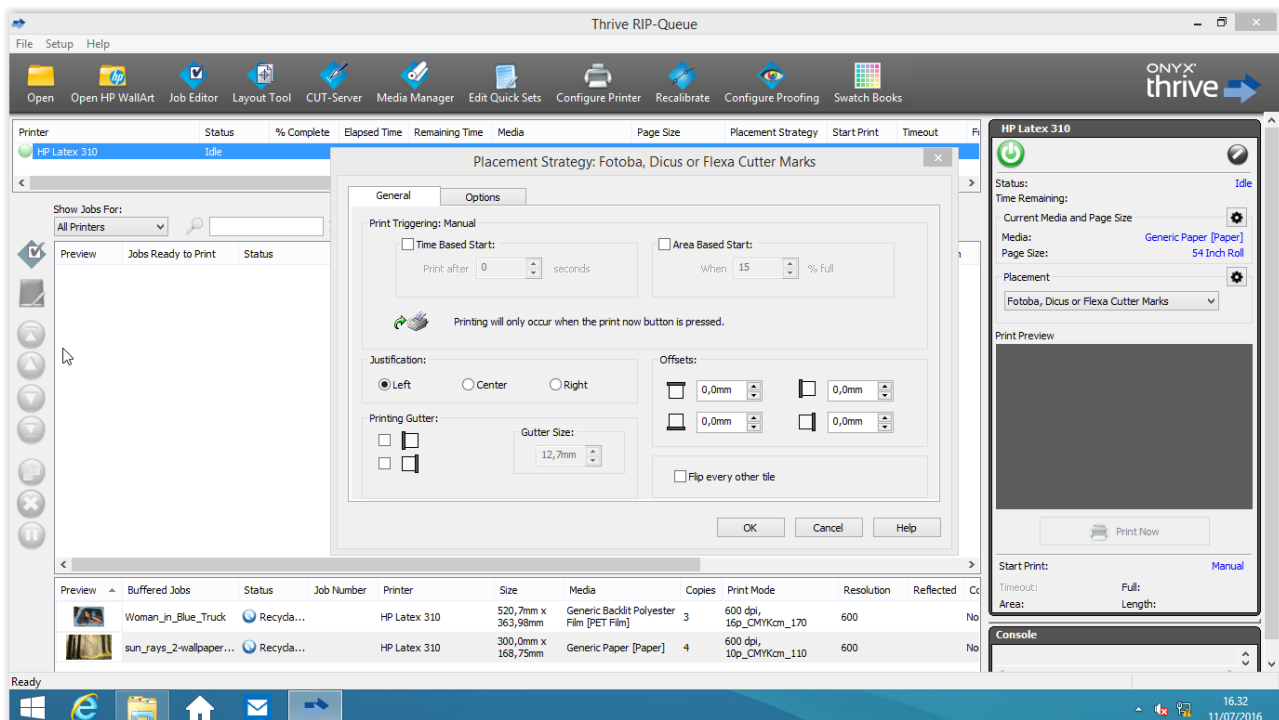 Thrive RIP-Queue
File Setup Help
Open Open HP WallArt Job Editor Layout Tool CUT-Server Media Manager Edit Quick Sets Configure Printer Recalibrate Configure Proofing Swatch Books
ONYX
thrive
Printer Status % Complete Elapsed Time Remaining Time Media Page Size Placement Strategy Start Print Timeout
HP Latex 310 Idle
Placement Strategy: Fotoba, Dicus or Flexa Cutter Marks
General Options
Print Triggering: Manual
Time Based Start:
Print after 0 seconds
Area Based Start:
When 15 % full
Printing will only occur when the print now button is pressed.
Justification:
Left Center Right
Offsets:
0,0mm 0,0mm
0,0mm 0,0mm
Printing Gutter:
Gutter Size:
12,7mm
Flip every other tile
OK Cancel Help
Show Jobs For:
All Printers
Preview Jobs Ready to Print Status
HP Latex 310
Status: Idle
Time Remaining:
Current Media and Page Size
Media: Generic Paper [Paper]
Page Size: 54 Inch Roll
Placement
Fotoba, Dicus or Flexa Cutter Marks
Print Preview
Print Now
Start Print: Manual
Timeout: Full:
Area: Length:
Console
Preview Buffered Jobs Status Job Number Printer Size Media Copies Print Mode Resolution Reflected
Woman_in_Blue_Truck Recycla... HP Latex 310 520,7mm x 363,98mm Generic Backlit Polyester Film [PET Film] 3 600 dpi, 16p_CMYKcm_170 600 No
sun_rays_2-wallpaper... Recycla... HP Latex 310 300,0mm x 168,75mm Generic Paper [Paper] 4 600 dpi, 10p_CMYKcm_110 600 No
Ready
16.32
11/07/2016